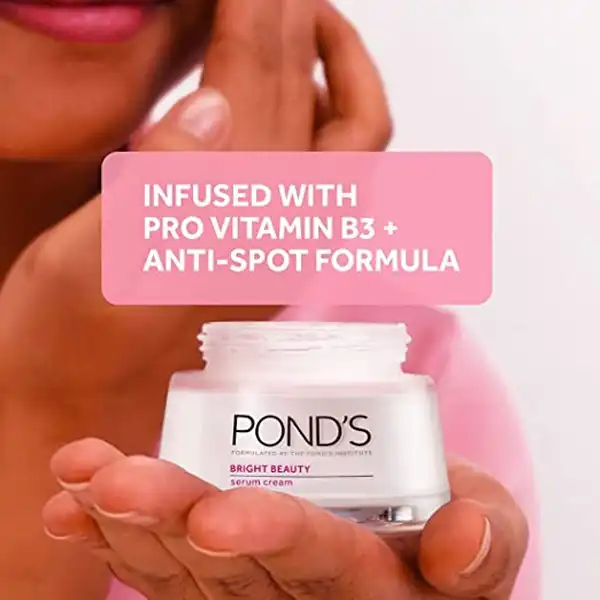 INFUSED WITH
PRO VITAMIN B3 +
ANTI-SPOT FORMULA
POND'S
FORMULATED BY THE POND'S INSTITUTE
BRIGHT BEAUTY
serum cream